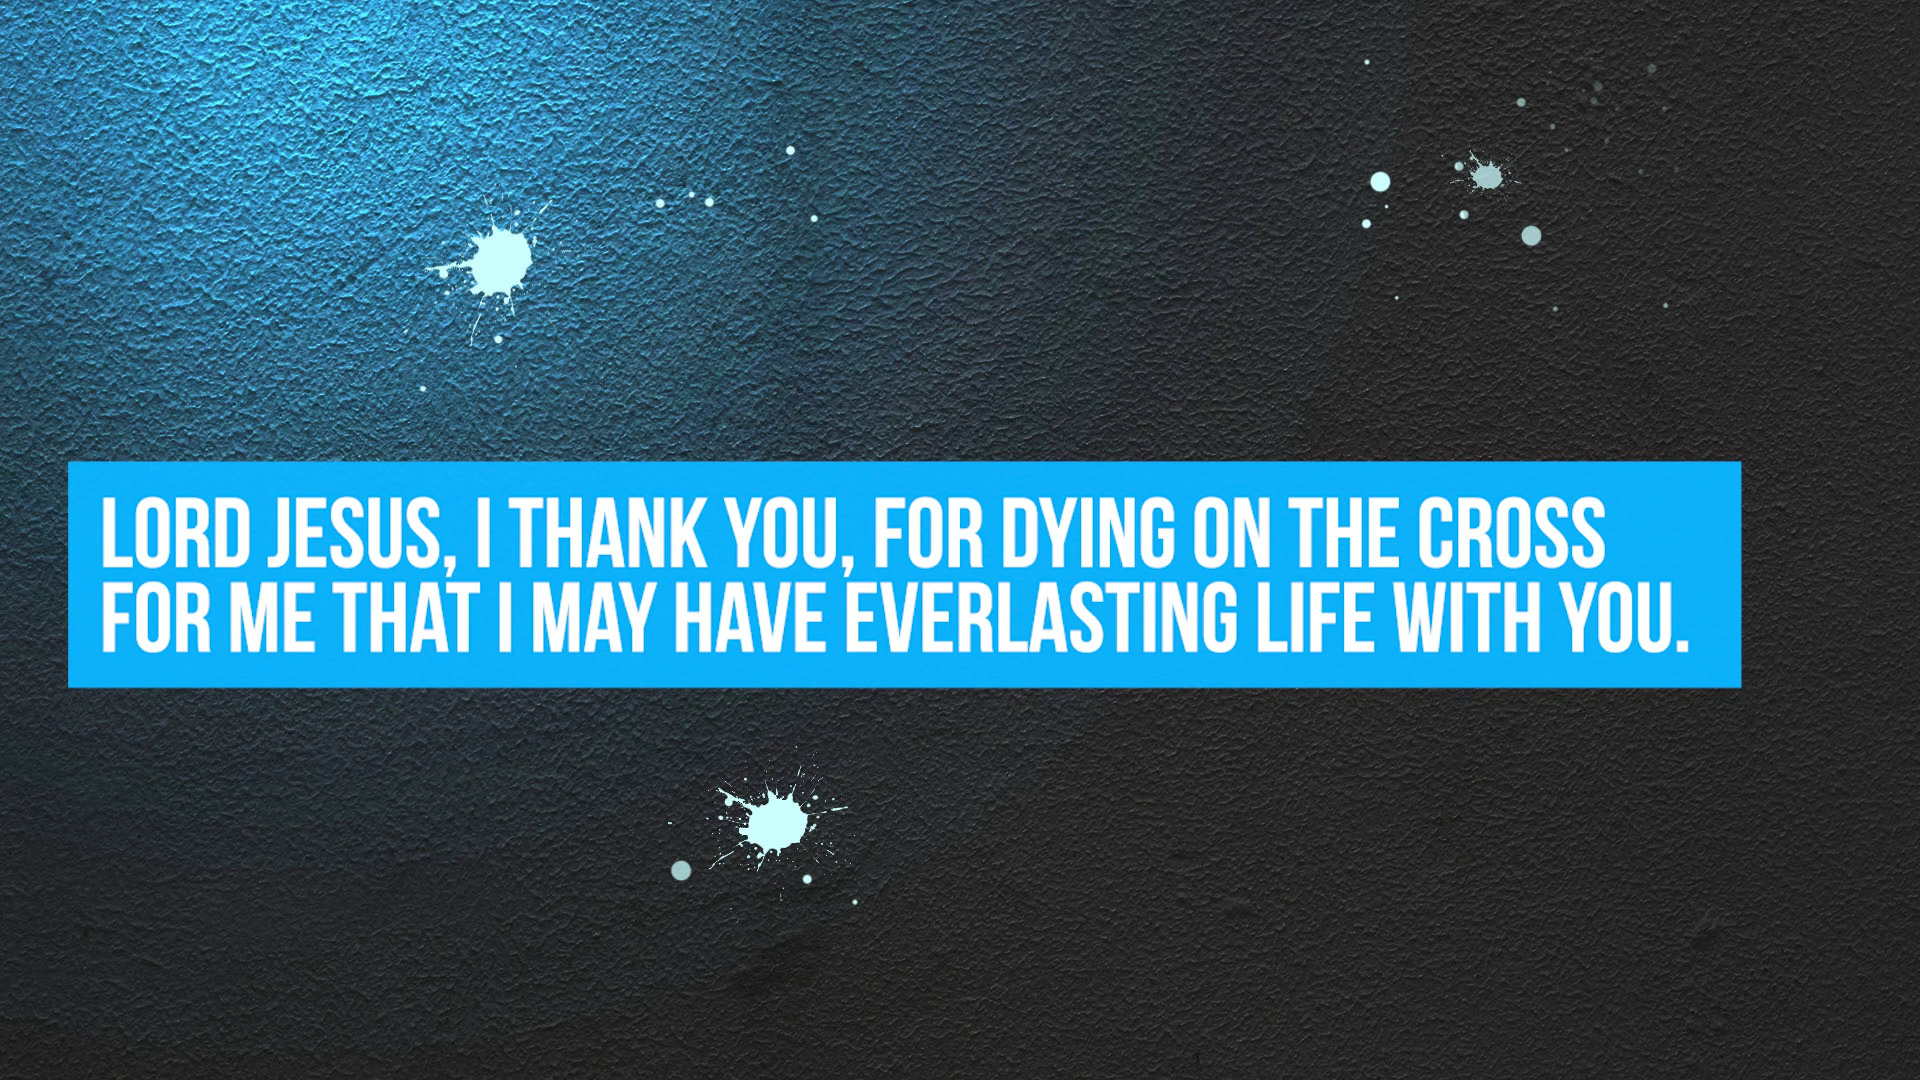 LORD JESUS, I THANK YOU, FOR DYING ON THE CROSS
FOR ME THAT I MAY HAVE EVERLASTING LIFE WITH YOU.